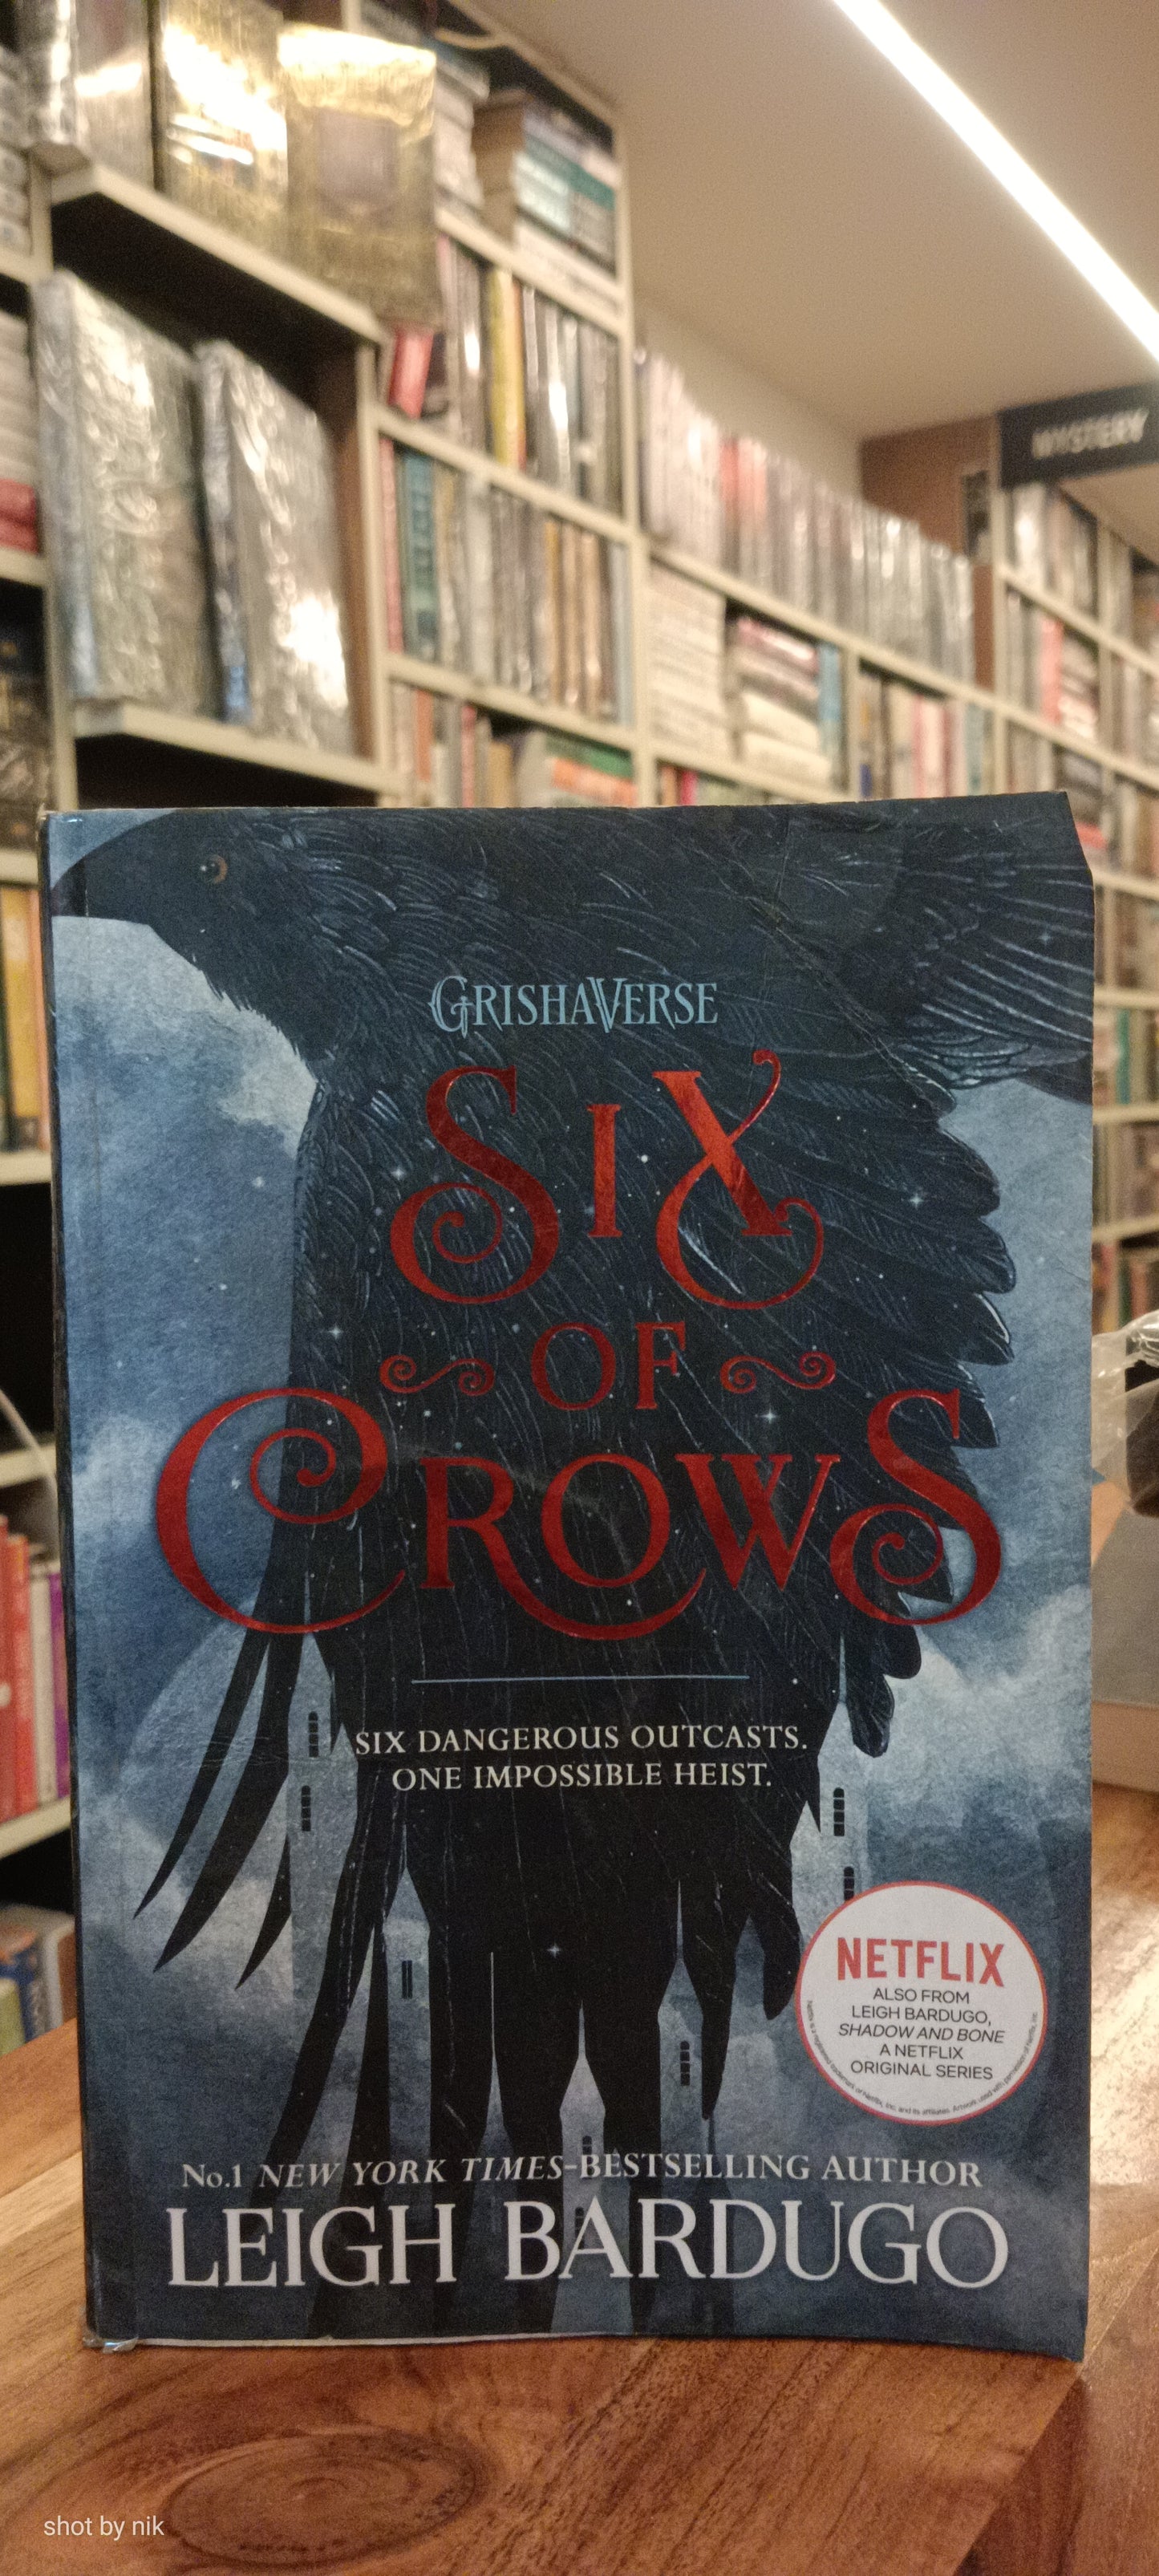 MYSTERY
GRISHAVERSE
SIX
OF
CROWS
SIX DANGEROUS OUTCASTS.
ONE IMPOSSIBLE HEIST.
NETFLIX
ALSO FROM
LEIGH BARDUGO,
SHADOW AND BONE
A NETFLIX
ORIGINAL SERIES
No.1 NEW YORK TIMES-BESTSELLING AUTHOR
LEIGH BARDUGO
shot by nik